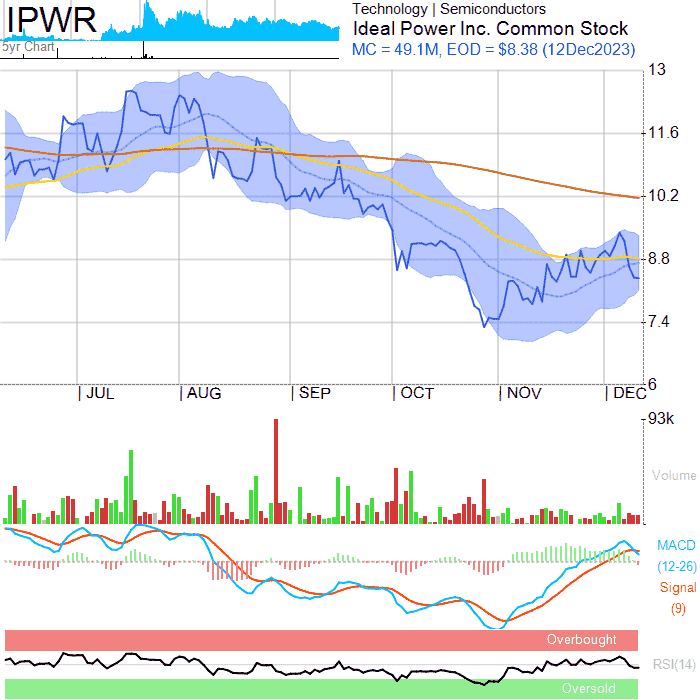 IPWR
5yr Chart
Technology | Semiconductors
Ideal Power Inc. Common Stock
MC = 49.1M, EOD = $8.38 (12Dec2023)
13
11.6
10.2
8.8
7.4
6
JUL AUG SEP OCT NOV DEC
93k
Volume
MACD
(12-26)
Signal
(9)
Overbought
RSI(14)
Oversold